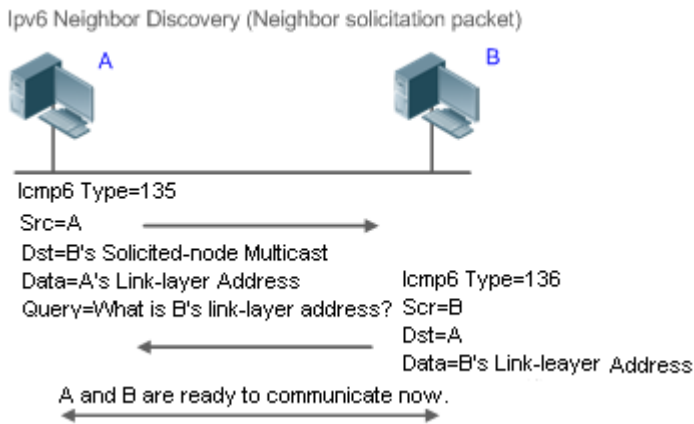 Ipv6 Neighbor Discovery (Neighbor solicitation packet)
A
B
Icmp6 Type=135
Src=A
Dst=B's Solicited-node Multicast
Data=A's Link-layer Address
Query=What is B's link-layer address?
Icmp6 Type=136
Scr=B
Dst=A
Data=B's Link-leayer Address
A and B are ready to communicate now.